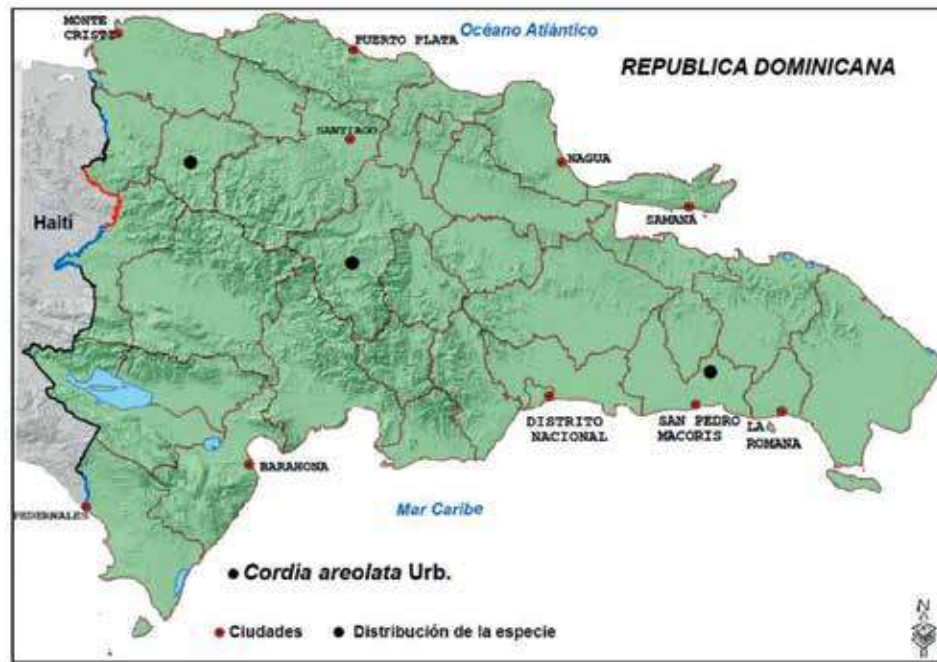 MONTE
CRISTI
PUERTO PLATA
Océano Atlántico
REPUBLICA DOMINICANA
SANTIAGO
NAGUA
SAMANA
Haití
DISTRITO
NACIONAL
SAN PEDRO
MACORIS
LA
ROMANA
BARAHONA
PEDERNALES
Mar Caribe
Cordia areolata Urb.
Ciudades
Distribución de la especie
N